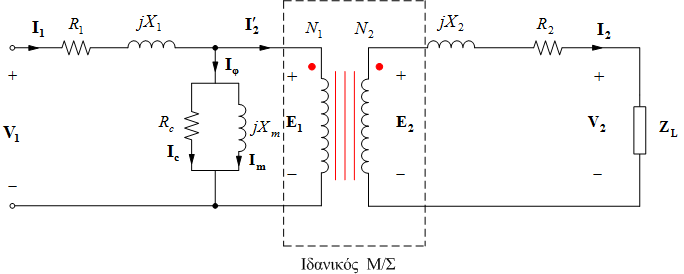 I₁ R₁ jX₁ I′₂ N₁ N₂ jX₂ R₂ I₂
+ Iφ + + +
V₁ Rc jXm E₁ E₂ V₂ ZL
Ic Im
− − − −
Ιδανικός Μ/Σ